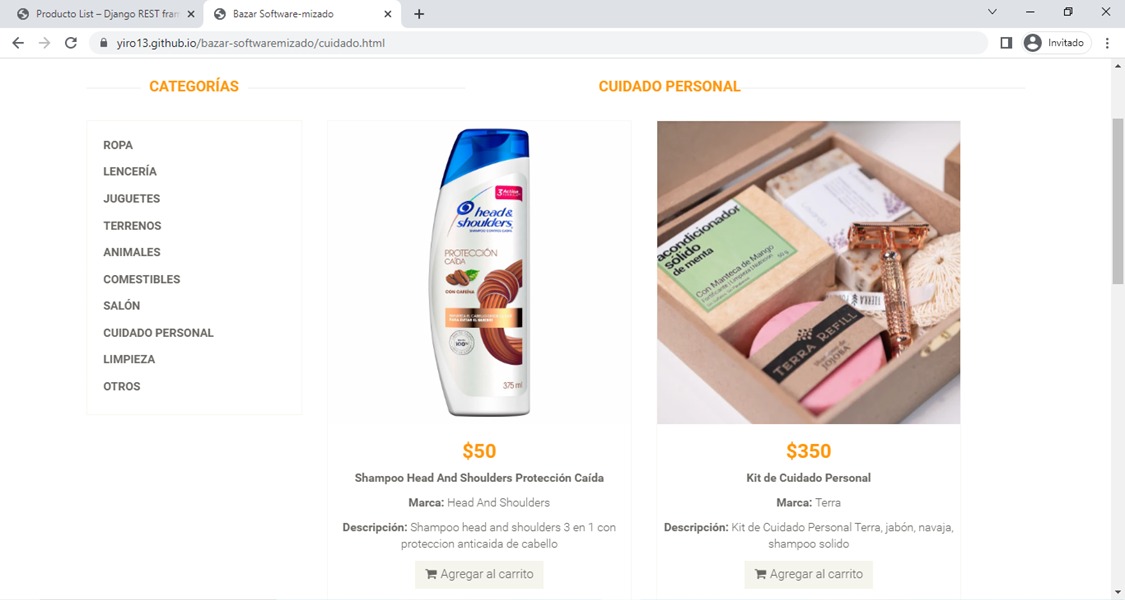 Producto List – Django REST fram
Bazar Software-mizado
yiro13.github.io/bazar-softwaremizado/cuidado.html
Invitado
CATEGORÍAS
CUIDADO PERSONAL
ROPA
LENCERÍA
JUGUETES
TERRENOS
ANIMALES
COMESTIBLES
SALÓN
CUIDADO PERSONAL
LIMPIEZA
OTROS
3 Action
head&
shoulders
PROTECCIÓN
CAÍDA
CON CAFEÍNA
375 ml
acondicionador
sólido
de menta
Con Manteca de Mango
TERRA REFILL
JOJOBA
$50
Shampoo Head And Shoulders Protección Caída
Marca: Head And Shoulders
Descripción: Shampoo head and shoulders 3 en 1 con
proteccion anticaida de cabello
Agregar al carrito
$350
Kit de Cuidado Personal
Marca: Terra
Descripción: Kit de Cuidado Personal Terra, jabón, navaja,
shampoo solido
Agregar al carrito